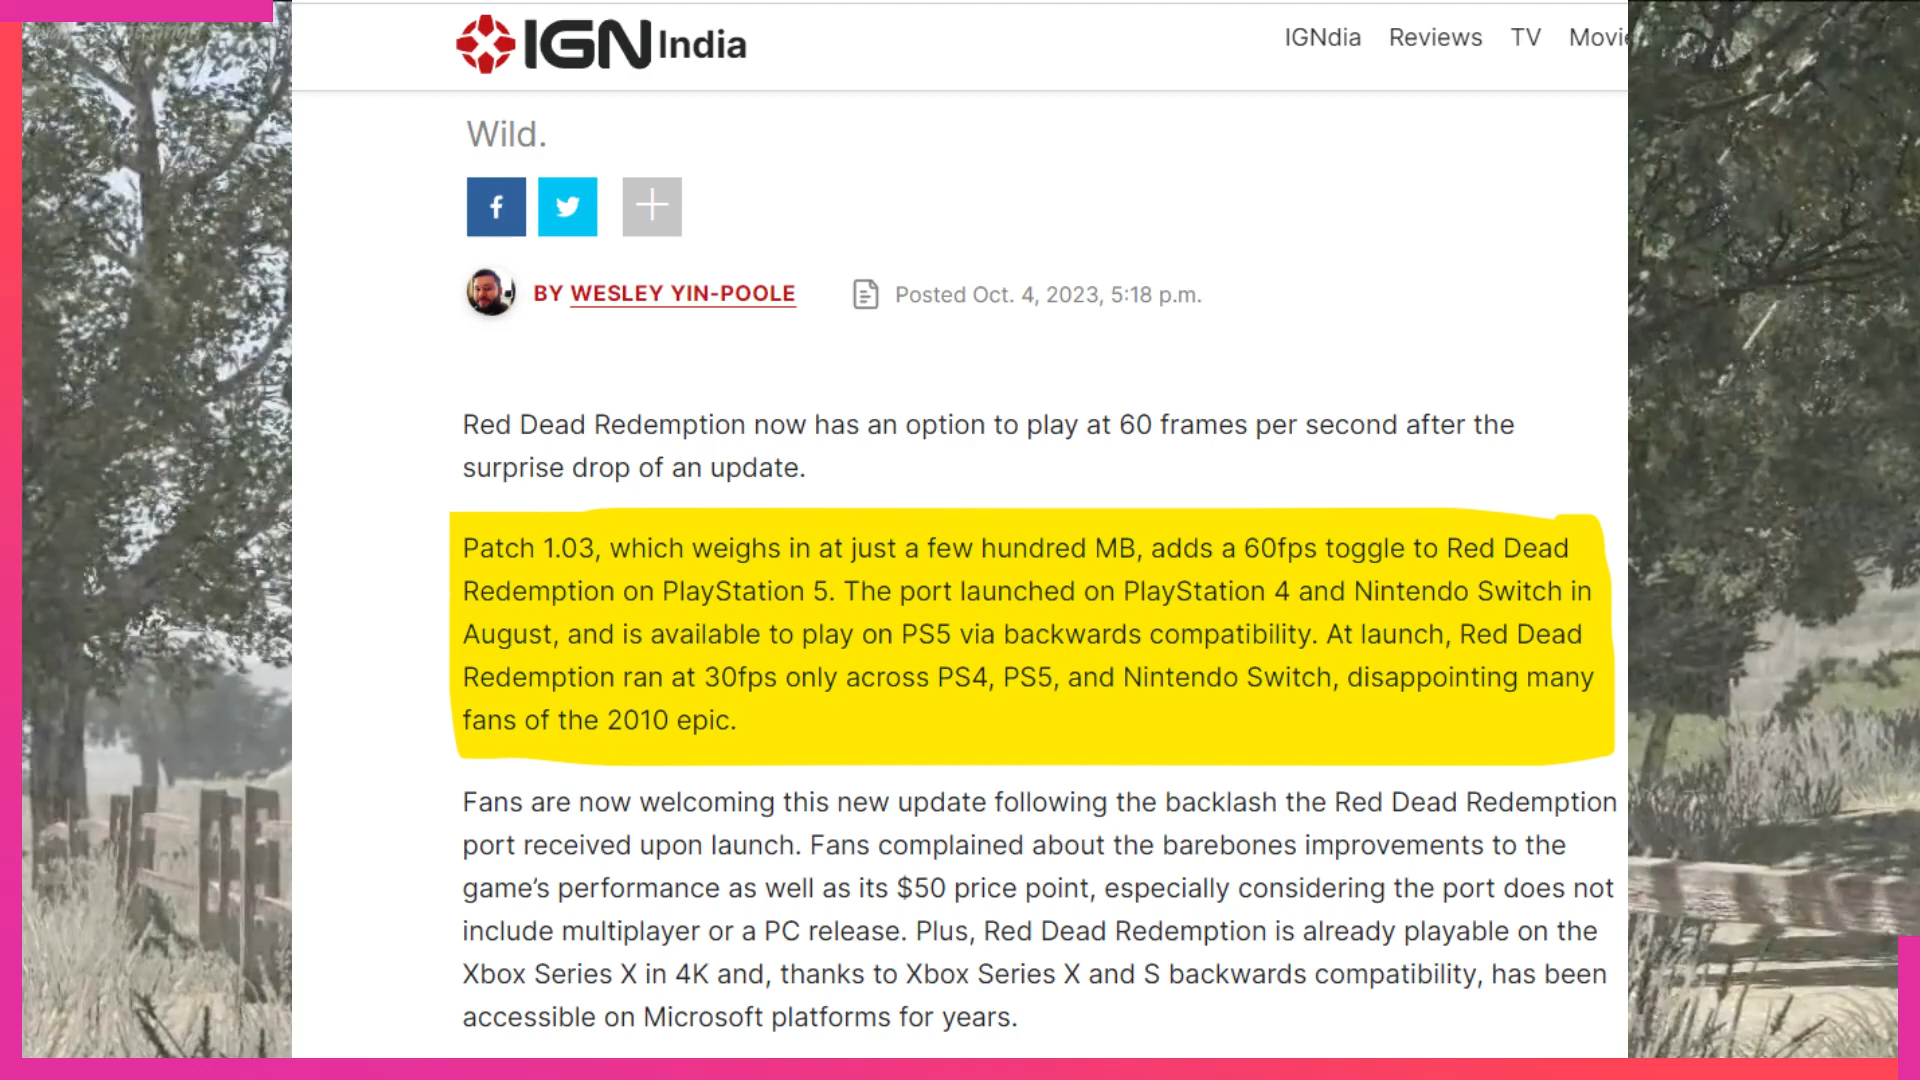 IGN India
IGNdia Reviews TV Movie
Wild.
BY WESLEY YIN-POOLE Posted Oct. 4, 2023, 5:18 p.m.
Red Dead Redemption now has an option to play at 60 frames per second after the
surprise drop of an update.
Patch 1.03, which weighs in at just a few hundred MB, adds a 60fps toggle to Red Dead
Redemption on PlayStation 5. The port launched on PlayStation 4 and Nintendo Switch in
August, and is available to play on PS5 via backwards compatibility. At launch, Red Dead
Redemption ran at 30fps only across PS4, PS5, and Nintendo Switch, disappointing many
fans of the 2010 epic.
Fans are now welcoming this new update following the backlash the Red Dead Redemption
port received upon launch. Fans complained about the barebones improvements to the
game’s performance as well as its $50 price point, especially considering the port does not
include multiplayer or a PC release. Plus, Red Dead Redemption is already playable on the
Xbox Series X in 4K and, thanks to Xbox Series X and S backwards compatibility, has been
accessible on Microsoft platforms for years.